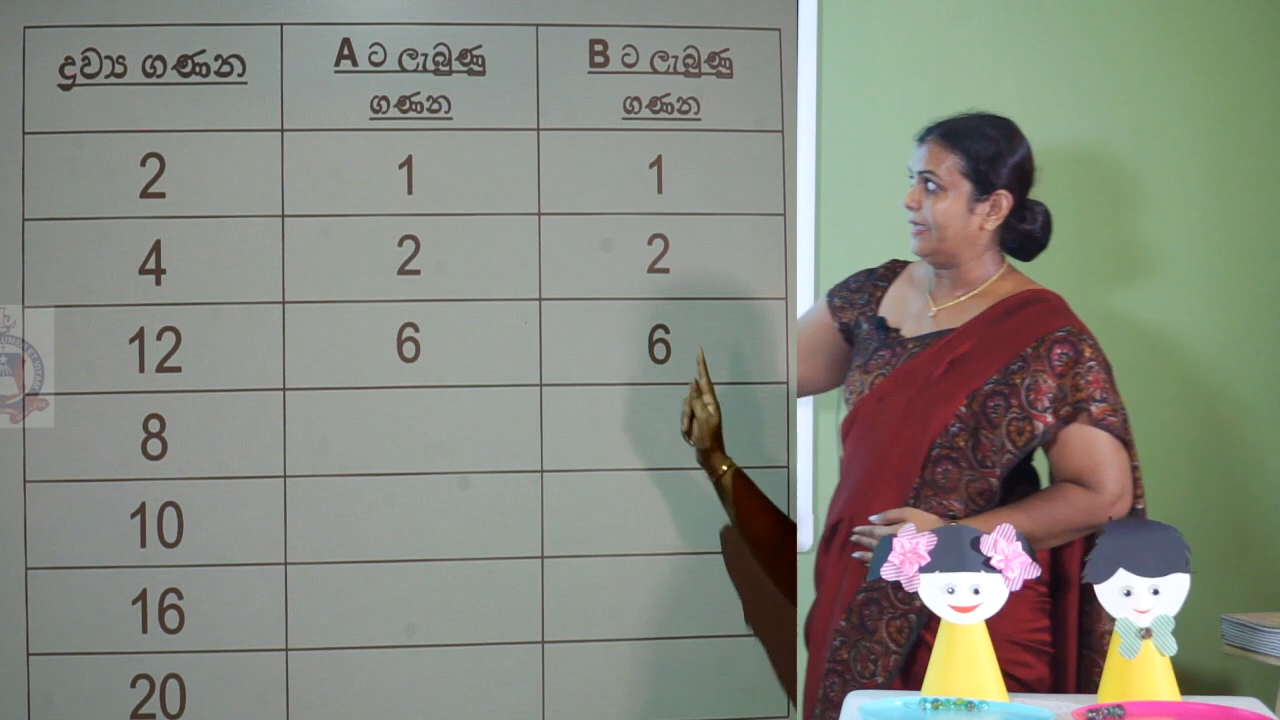 ද්‍රව්‍ය ගණන
A ට ලැබුණු
ගණන
B ට ලැබුණු
ගණන
2 1 1
4 2 2
12 6 6
8
10
16
20